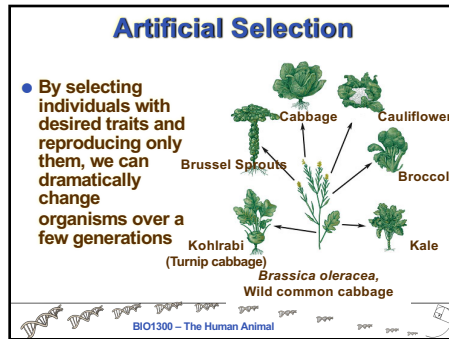 Artificial Selection
By selecting
individuals with
desired traits and
reproducing only
them, we can
dramatically
change
organisms over a
few generations
Cabbage
Cauliflower
Brussel Sprouts
Broccoli
Kohlrabi
(Turnip cabbage)
Kale
Brassica oleracea,
Wild common cabbage
BIO1300 – The Human Animal